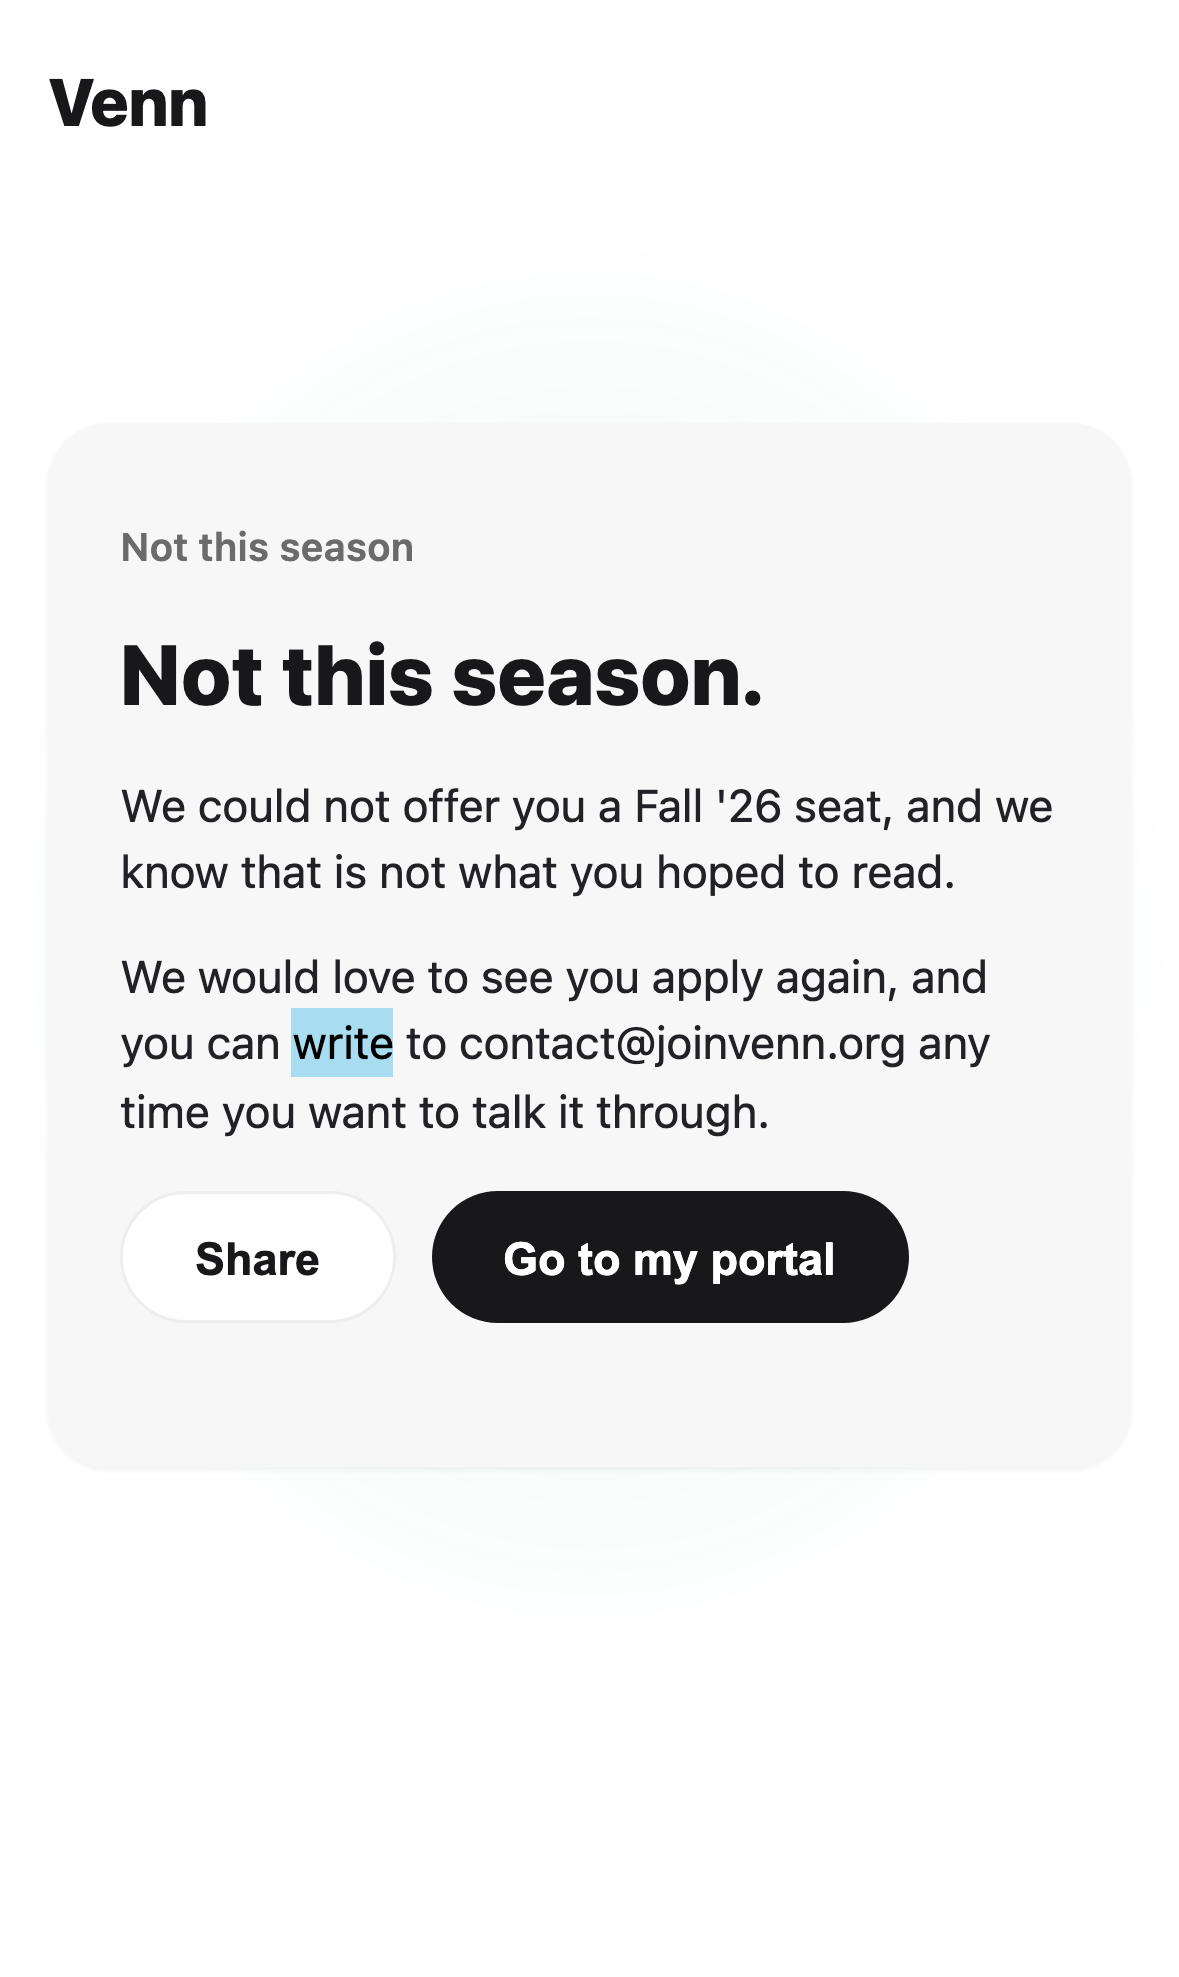 Venn
Not this season
Not this season.
We could not offer you a Fall '26 seat, and we
know that is not what you hoped to read.
We would love to see you apply again, and
you can write to contact@joinvenn.org any
time you want to talk it through.
Share
Go to my portal